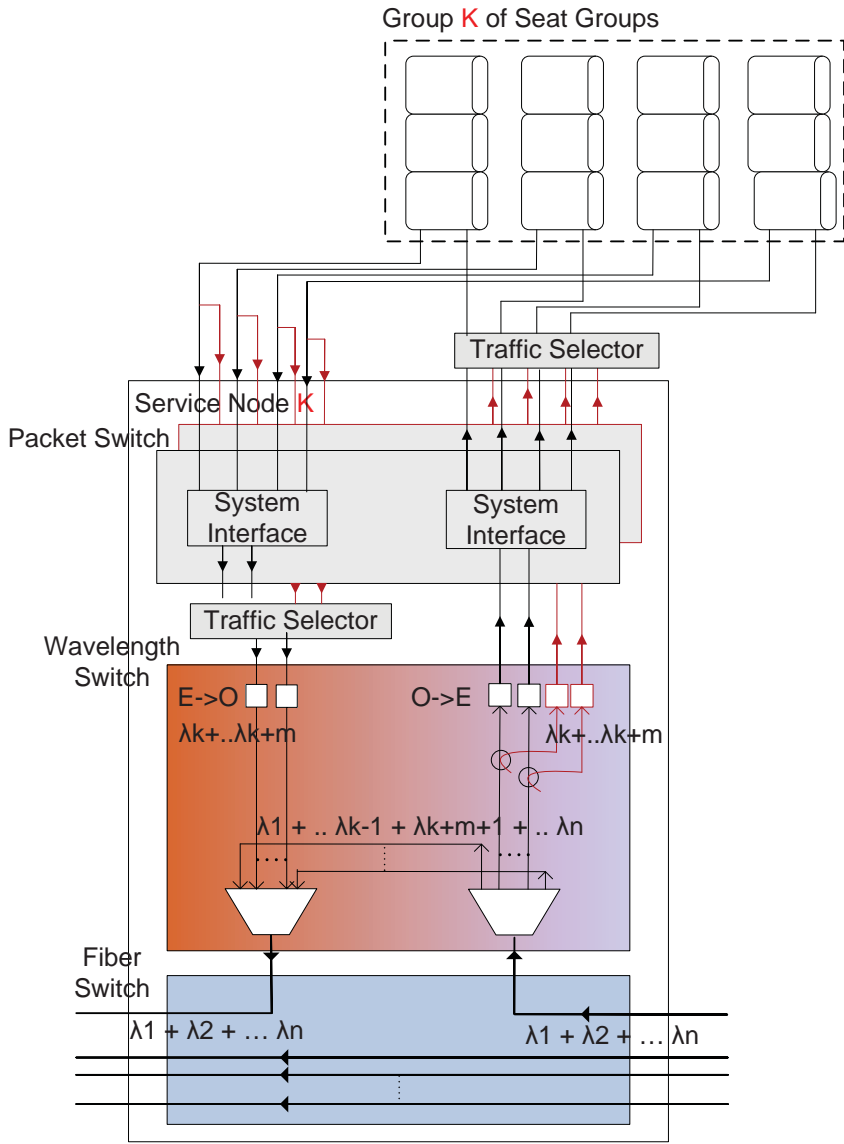 Group K of Seat Groups
Traffic Selector
Service Node K
Packet Switch
System
Interface
System
Interface
Traffic Selector
Wavelength
Switch
E->O
O->E
λk+..λk+m
λk+..λk+m
λ1 + .. λk-1 + λk+m+1 + .. λn
Fiber
Switch
λ1 + λ2 + … λn
λ1 + λ2 + … λn